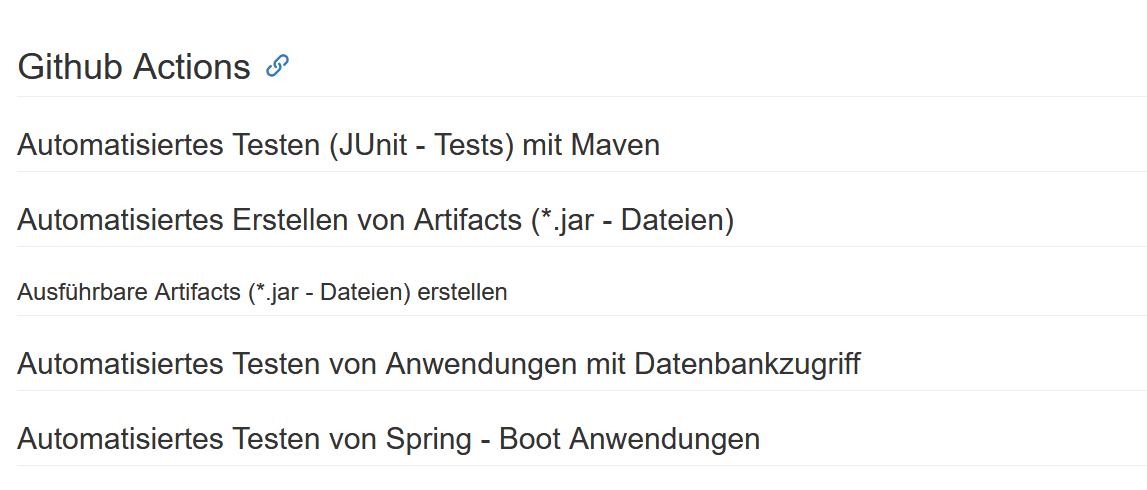 Github Actions
Automatisiertes Testen (JUnit - Tests) mit Maven
Automatisiertes Erstellen von Artifacts (*.jar - Dateien)
Ausführbare Artifacts (*.jar - Dateien) erstellen
Automatisiertes Testen von Anwendungen mit Datenbankzugriff
Automatisiertes Testen von Spring - Boot Anwendungen